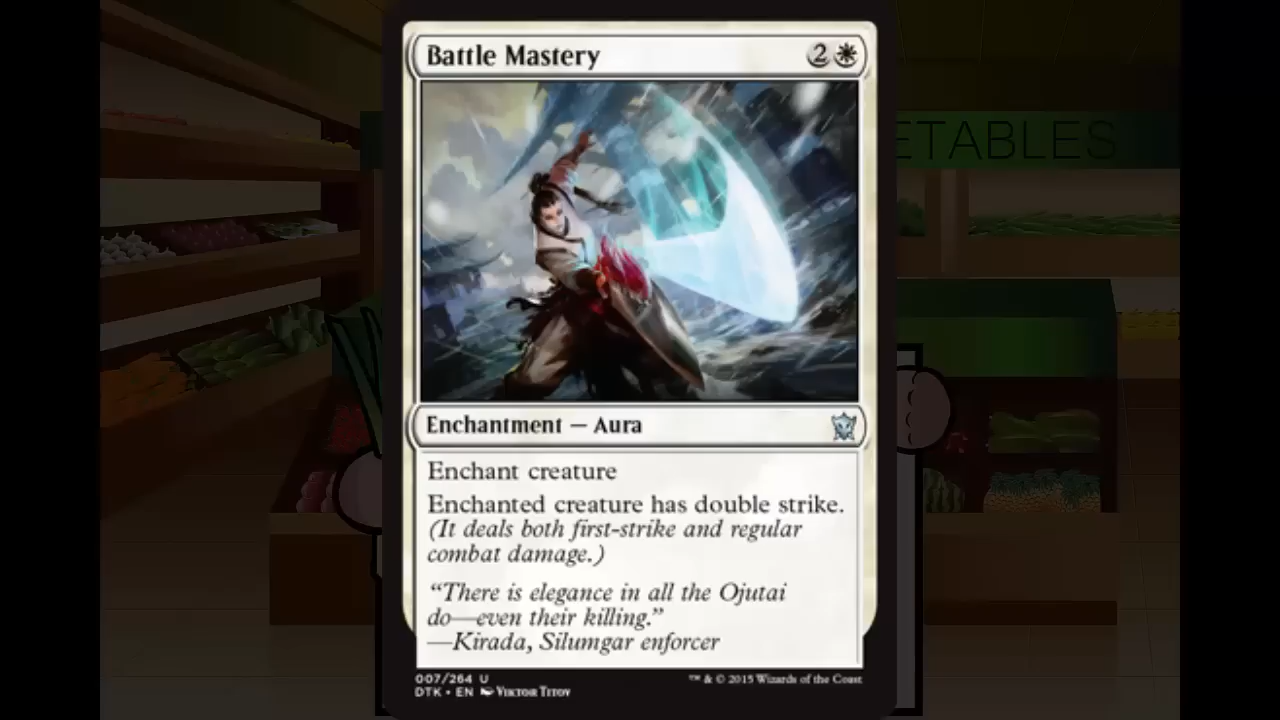 Battle Mastery 2
ETABLES
Enchantment — Aura
Enchant creature
Enchanted creature has double strike.
(It deals both first-strike and regular
combat damage.)
“There is elegance in all the Ojutai
do—even their killing.”
—Kirada, Silumgar enforcer
007/264 U
™ & © 2015 Wizards of the Coast
DTK • EN Viktor Titov